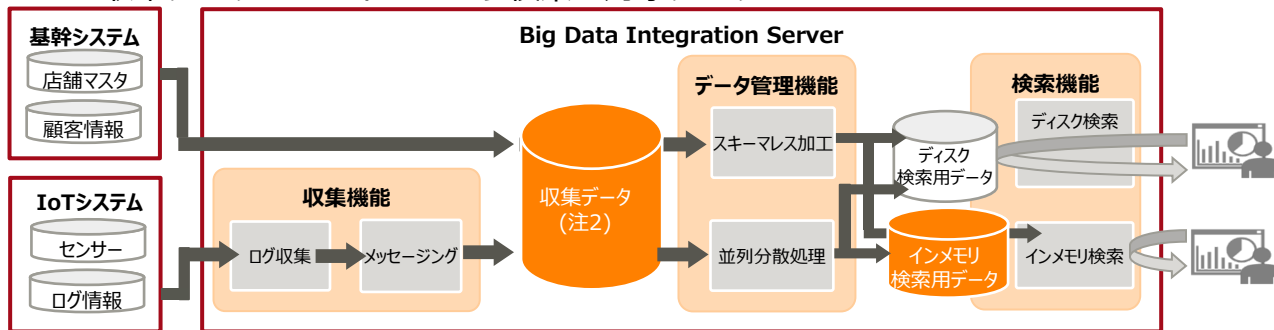 基幹システム
店舗マスタ
顧客情報
IoTシステム
センサー
ログ情報
Big Data Integration Server
収集機能
ログ収集
メッセージング
収集データ
(注2)
データ管理機能
スキーマレス加工
並列分散処理
ディスク
検索用データ
インメモリ
検索用データ
検索機能
ディスク検索
インメモリ検索